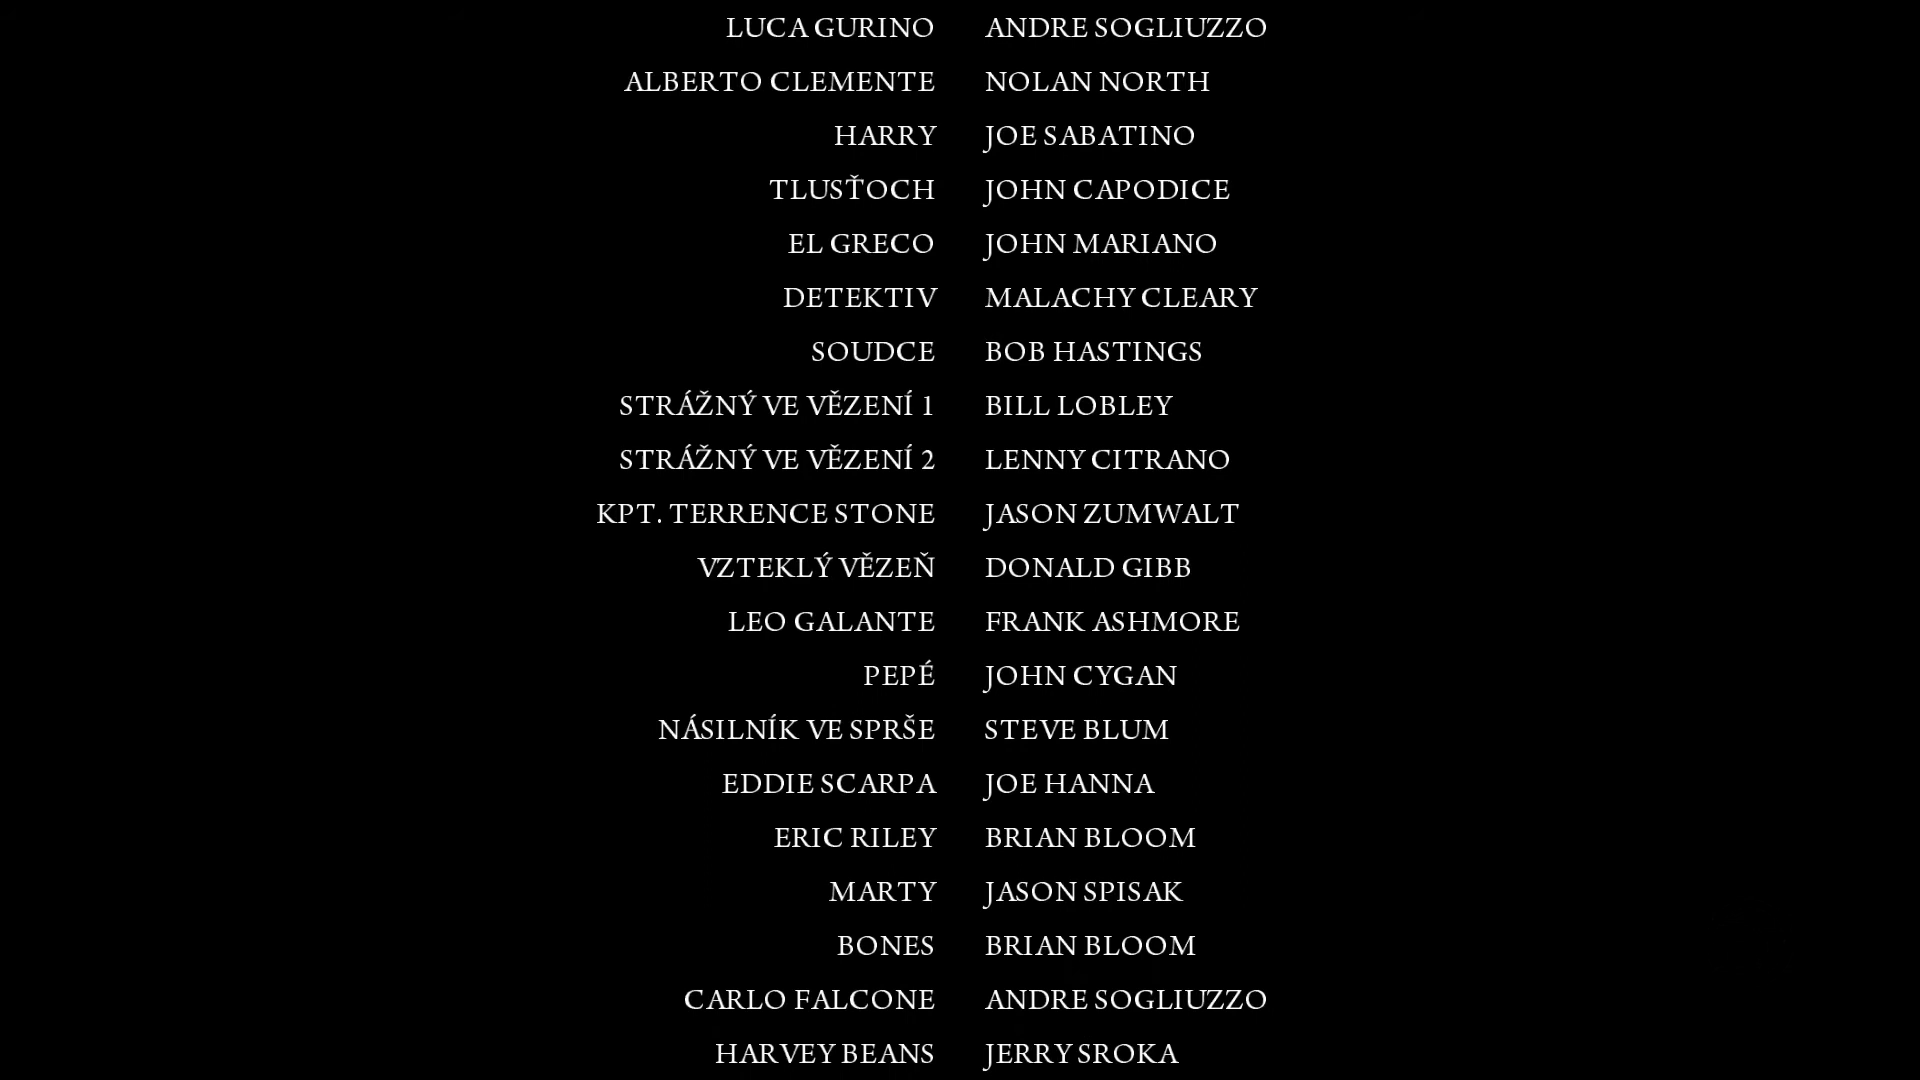 LUCA GURINO ANDRE SOGLIUZZO
ALBERTO CLEMENTE NOLAN NORTH
HARRY JOE SABATINO
TLUSŤOCH JOHN CAPODICE
EL GRECO JOHN MARIANO
DETEKTIV MALACHY CLEARY
SOUDCE BOB HASTINGS
STRÁŽNÝ VE VĚZENÍ 1 BILL LOBLEY
STRÁŽNÝ VE VĚZENÍ 2 LENNY CITRANO
KPT. TERRENCE STONE JASON ZUMWALT
VZTEKLÝ VĚZEŇ DONALD GIBB
LEO GALANTE FRANK ASHMORE
PEPÉ JOHN CYGAN
NÁSILNÍK VE SPRŠE STEVE BLUM
EDDIE SCARPA JOE HANNA
ERIC RILEY BRIAN BLOOM
MARTY JASON SPISAK
BONES BRIAN BLOOM
CARLO FALCONE ANDRE SOGLIUZZO
HARVEY BEANS JERRY SROKA